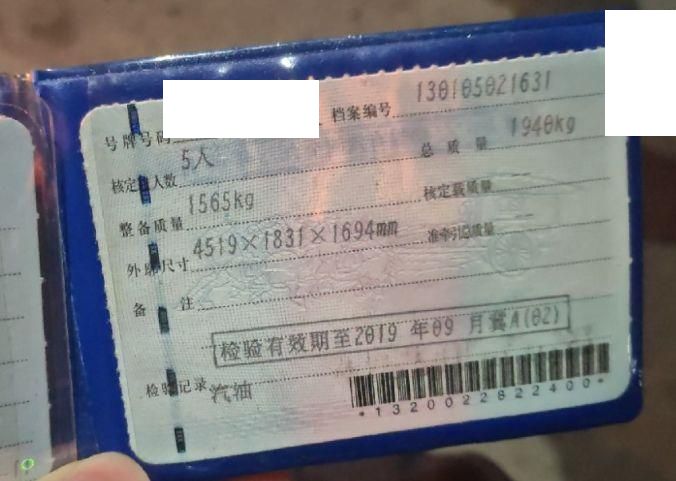 号牌号码 档案编号 130105021631
核定载人数 5人 总质量 1940kg
整备质量 1565kg 核定载质量
外廓尺寸 4519×1831×1694mm 准牵引总质量
备注
检验有效期至2019年09月冀A(02)
检验记录 汽油
*1320022822400*